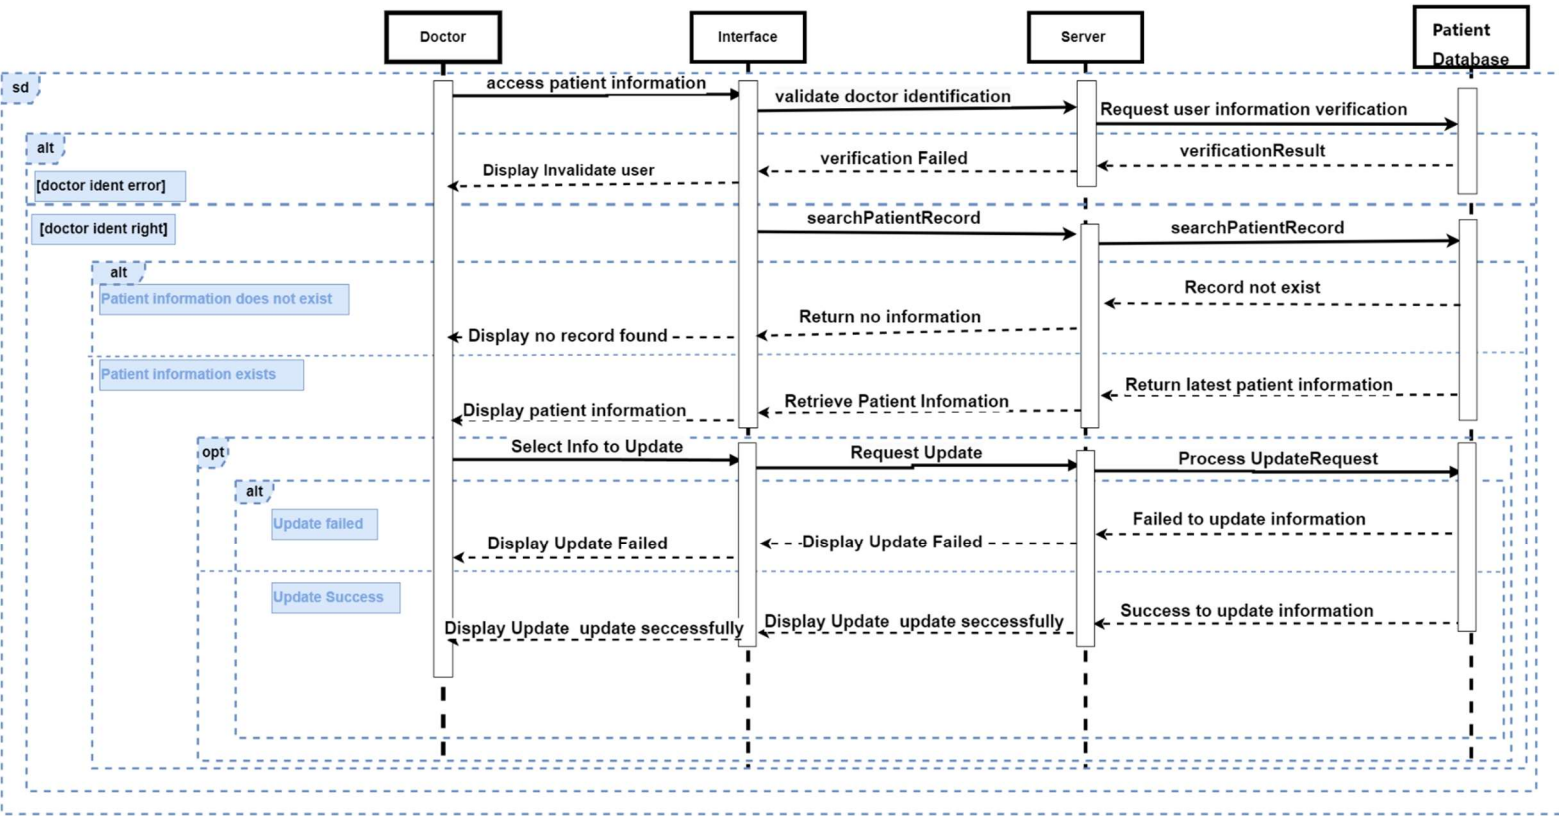 Doctor
Interface
Server
Patient
Database
sd
access patient information
validate doctor identification
Request user information verification
alt
verificationResult
verification Failed
Display Invalidate user
[doctor ident error]
[doctor ident right]
searchPatientRecord
searchPatientRecord
alt
Patient information does not exist
Record not exist
Return no information
Display no record found
Patient information exists
Return latest patient information
Retrieve Patient Infomation
Display patient information
opt
Select Info to Update
Request Update
Process UpdateRequest
alt
Update failed
Failed to update information
Display Update Failed
Display Update Failed
Update Success
Success to update information
Display Update update seccessfully
Display Update update seccessfully